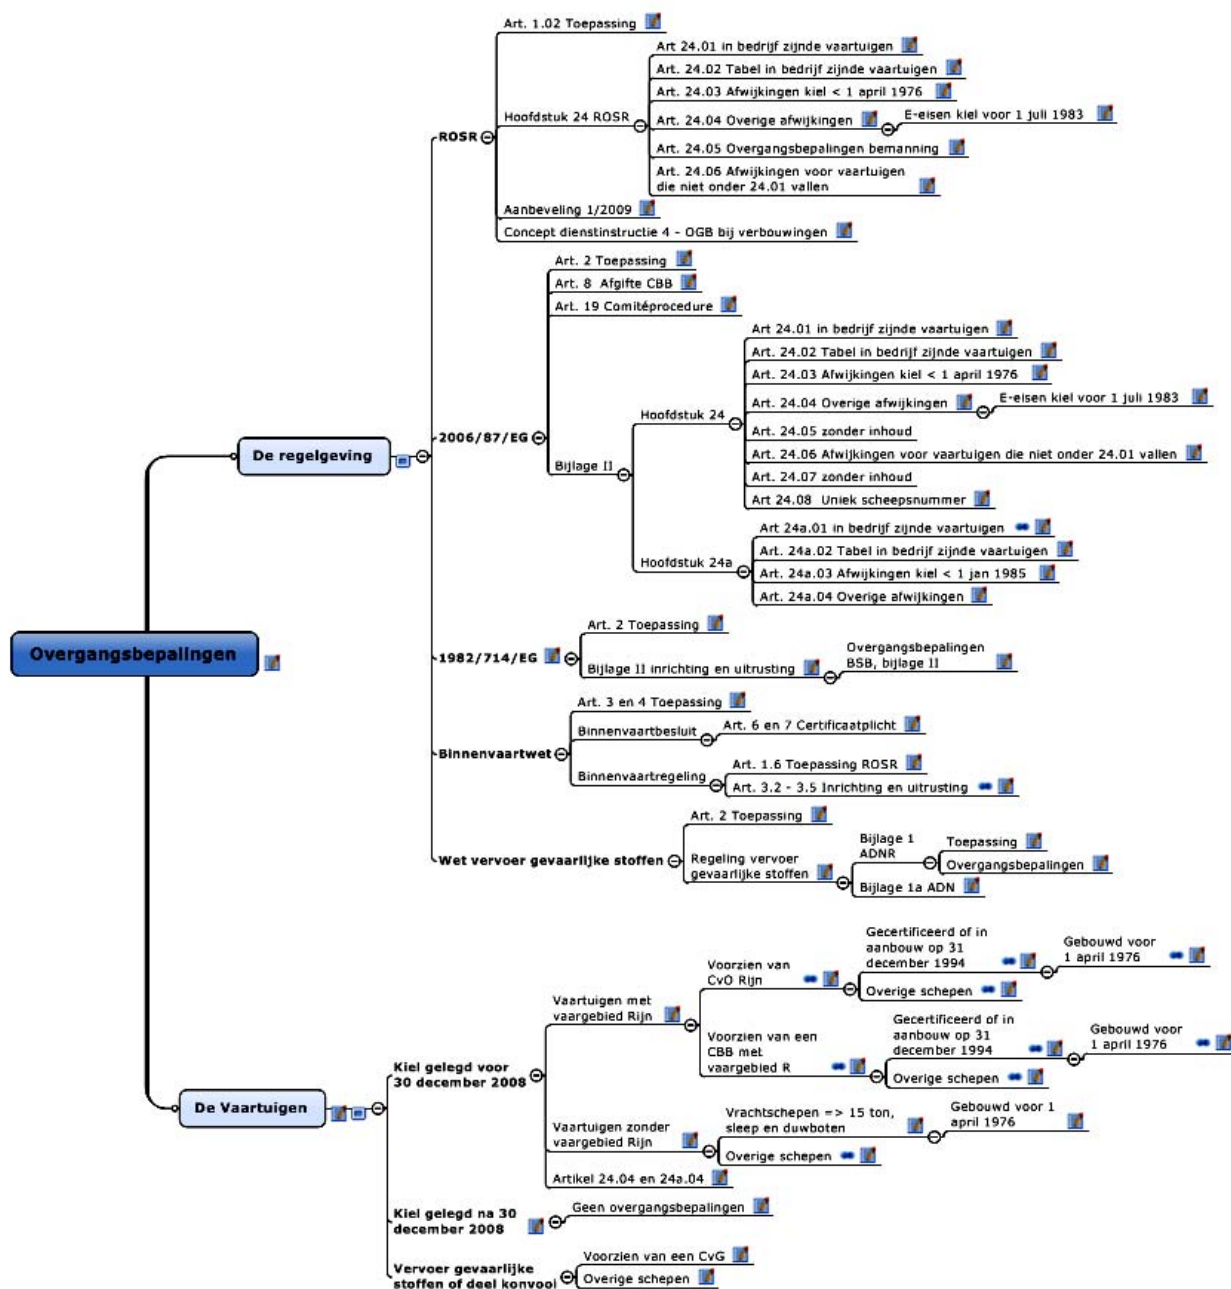 Overgangsbepalingen
De regelgeving
ROSR
Art. 1.02 Toepassing
Hoofdstuk 24 ROSR
Art 24.01 in bedrijf zijnde vaartuigen
Art. 24.02 Tabel in bedrijf zijnde vaartuigen
Art. 24.03 Afwijkingen kiel < 1 april 1976
Art. 24.04 Overige afwijkingen
E-eisen kiel voor 1 juli 1983
Art. 24.05 Overgangsbepalingen bemanning
Art. 24.06 Afwijkingen voor vaartuigen
die niet onder 24.01 vallen
Aanbeveling 1/2009
Concept dienstinstructie 4 - OGB bij verbouwingen
2006/87/EG
Art. 2 Toepassing
Art. 8 Afgifte CBB
Art. 19 Comitéprocedure
Bijlage II
Hoofdstuk 24
Art 24.01 in bedrijf zijnde vaartuigen
Art. 24.02 Tabel in bedrijf zijnde vaartuigen
Art. 24.03 Afwijkingen kiel < 1 april 1976
Art. 24.04 Overige afwijkingen
E-eisen kiel voor 1 juli 1983
Art. 24.05 zonder inhoud
Art. 24.06 Afwijkingen voor vaartuigen die niet onder 24.01 vallen
Art. 24.07 zonder inhoud
Art 24.08 Uniek scheepsnummer
Hoofdstuk 24a
Art 24a.01 in bedrijf zijnde vaartuigen
Art. 24a.02 Tabel in bedrijf zijnde vaartuigen
Art. 24a.03 Afwijkingen kiel < 1 jan 1985
Art. 24a.04 Overige afwijkingen
1982/714/EG
Art. 2 Toepassing
Bijlage II inrichting en uitrusting
Overgangsbepalingen
BSB, bijlage II
Binnenvaartwet
Art. 3 en 4 Toepassing
Binnenvaartbesluit
Art. 6 en 7 Certificaatplicht
Binnenvaartregeling
Art. 1.6 Toepassing ROSR
Art. 3.2 - 3.5 Inrichting en uitrusting
Wet vervoer gevaarlijke stoffen
Art. 2 Toepassing
Regeling vervoer
gevaarlijke stoffen
Bijlage 1
ADNR
Toepassing
Overgangsbepalingen
Bijlage 1a ADN
De Vaartuigen
Kiel gelegd voor
30 december 2008
Vaartuigen met
vaargebied Rijn
Voorzien van
CvO Rijn
Gecertificeerd of in
aanbouw op 31
december 1994
Gebouwd voor
1 april 1976
Overige schepen
Voorzien van een
CBB met
vaargebied R
Gecertificeerd of in
aanbouw op 31
december 1994
Gebouwd voor
1 april 1976
Overige schepen
Vaartuigen zonder
vaargebied Rijn
Vrachtschepen => 15 ton,
sleep en duwboten
Gebouwd voor 1
april 1976
Overige schepen
Artikel 24.04 en 24a.04
Kiel gelegd na 30
december 2008
Geen overgangsbepalingen
Vervoer gevaarlijke
stoffen of deel konvooi
Voorzien van een CvG
Overige schepen